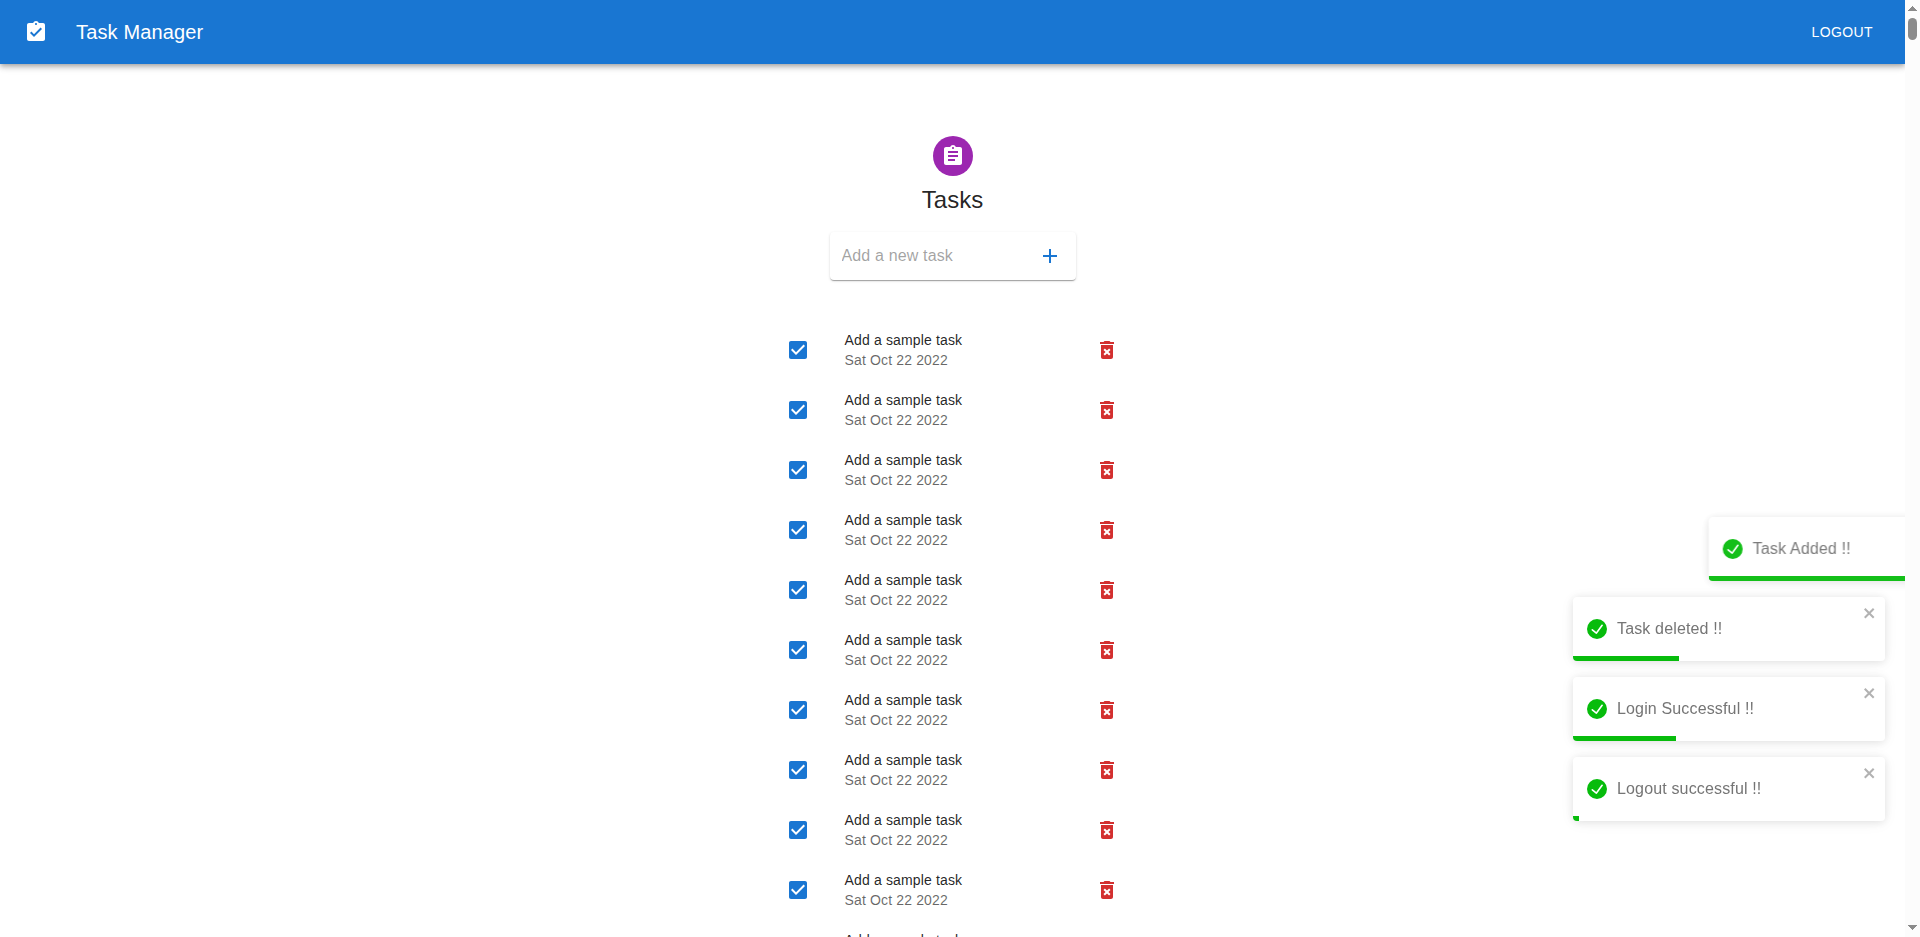 Task Manager
LOGOUT
Tasks
Add a new task
Add a sample task
Sat Oct 22 2022
Add a sample task
Sat Oct 22 2022
Add a sample task
Sat Oct 22 2022
Add a sample task
Sat Oct 22 2022
Add a sample task
Sat Oct 22 2022
Add a sample task
Sat Oct 22 2022
Add a sample task
Sat Oct 22 2022
Add a sample task
Sat Oct 22 2022
Add a sample task
Sat Oct 22 2022
Add a sample task
Sat Oct 22 2022
Task Added !!
Task deleted !!
Login Successful !!
Logout successful !!